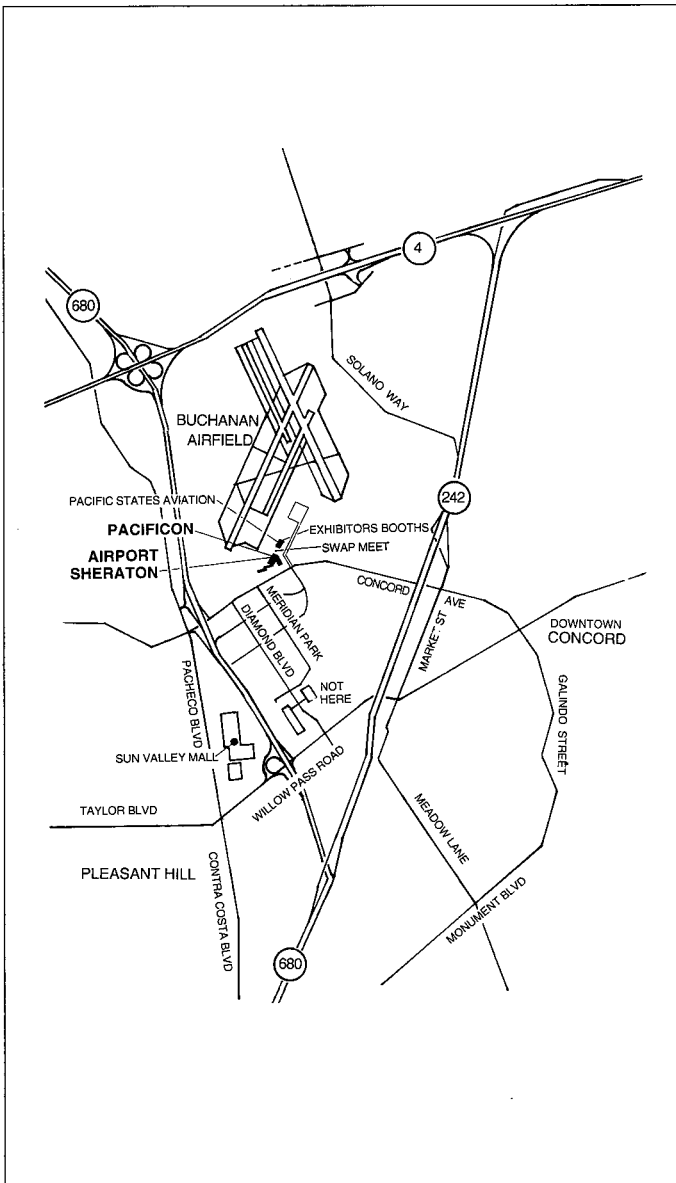 4
680
SOLANO WAY
BUCHANAN
AIRFIELD
242
PACIFIC STATES AVIATION
EXHIBITORS BOOTHS
PACIFICON
SWAP MEET
AIRPORT
SHERATON
CONCORD AVE
MERIDIAN PARK
DIAMOND BLVD
MARKET ST
DOWNTOWN
CONCORD
PACHECO BLVD
NOT
HERE
GALINDO STREET
SUN VALLEY MALL
WILLOW PASS ROAD
TAYLOR BLVD
MEADOW LANE
PLEASANT HILL
CONTRA COSTA BLVD
MONUMENT BLVD
680